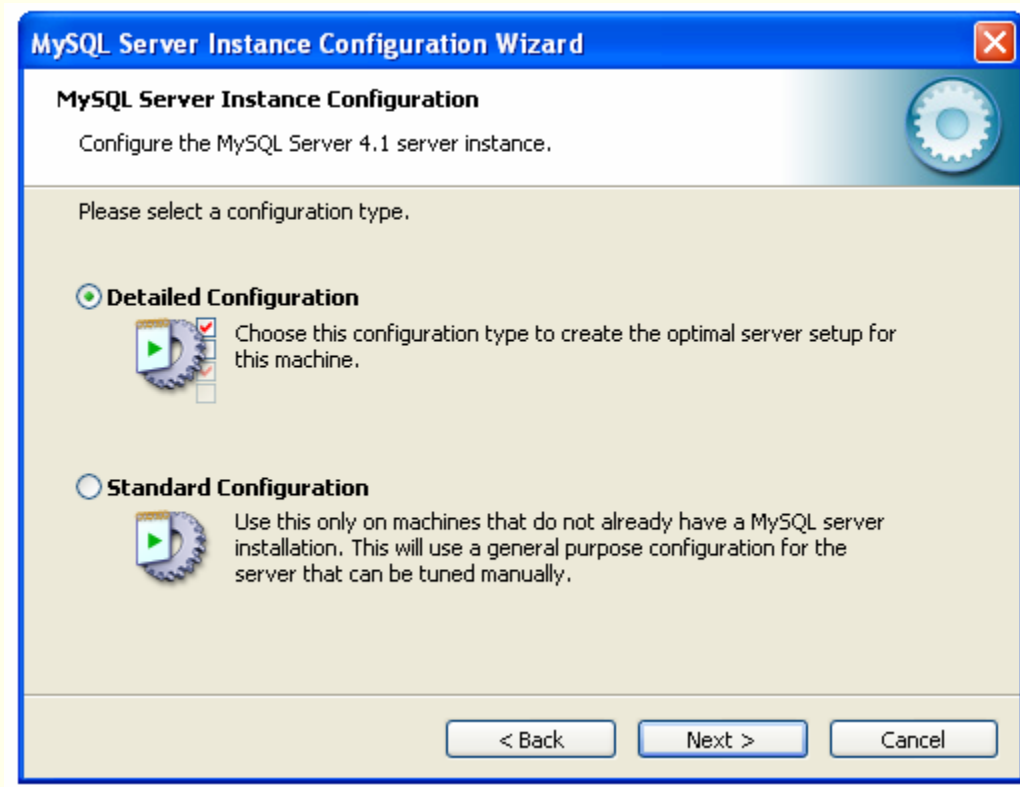 MySQL Server Instance Configuration Wizard
MySQL Server Instance Configuration
Configure the MySQL Server 4.1 server instance.
Please select a configuration type.
Detailed Configuration
Choose this configuration type to create the optimal server setup for
this machine.
Standard Configuration
Use this only on machines that do not already have a MySQL server
installation. This will use a general purpose configuration for the
server that can be tuned manually.
< Back Next > Cancel